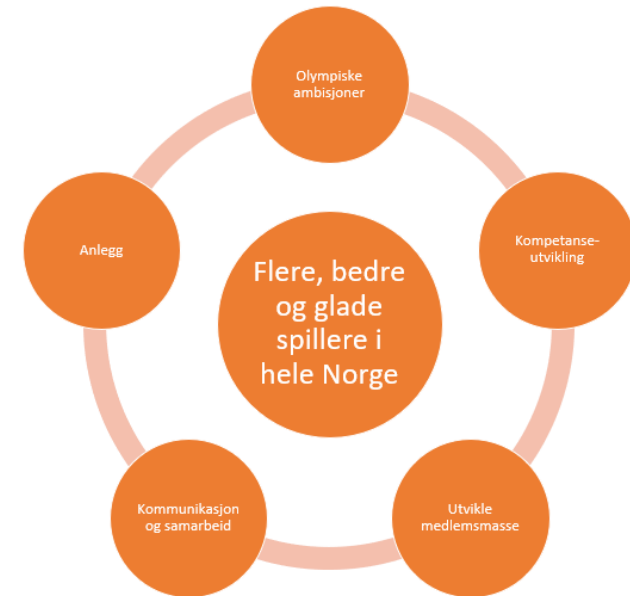 Olympiske
ambisjoner
Kompetanse-
utvikling
Utvikle
medlemsmasse
Kommunikasjon
og samarbeid
Anlegg
Flere, bedre
og glade
spillere i
hele Norge